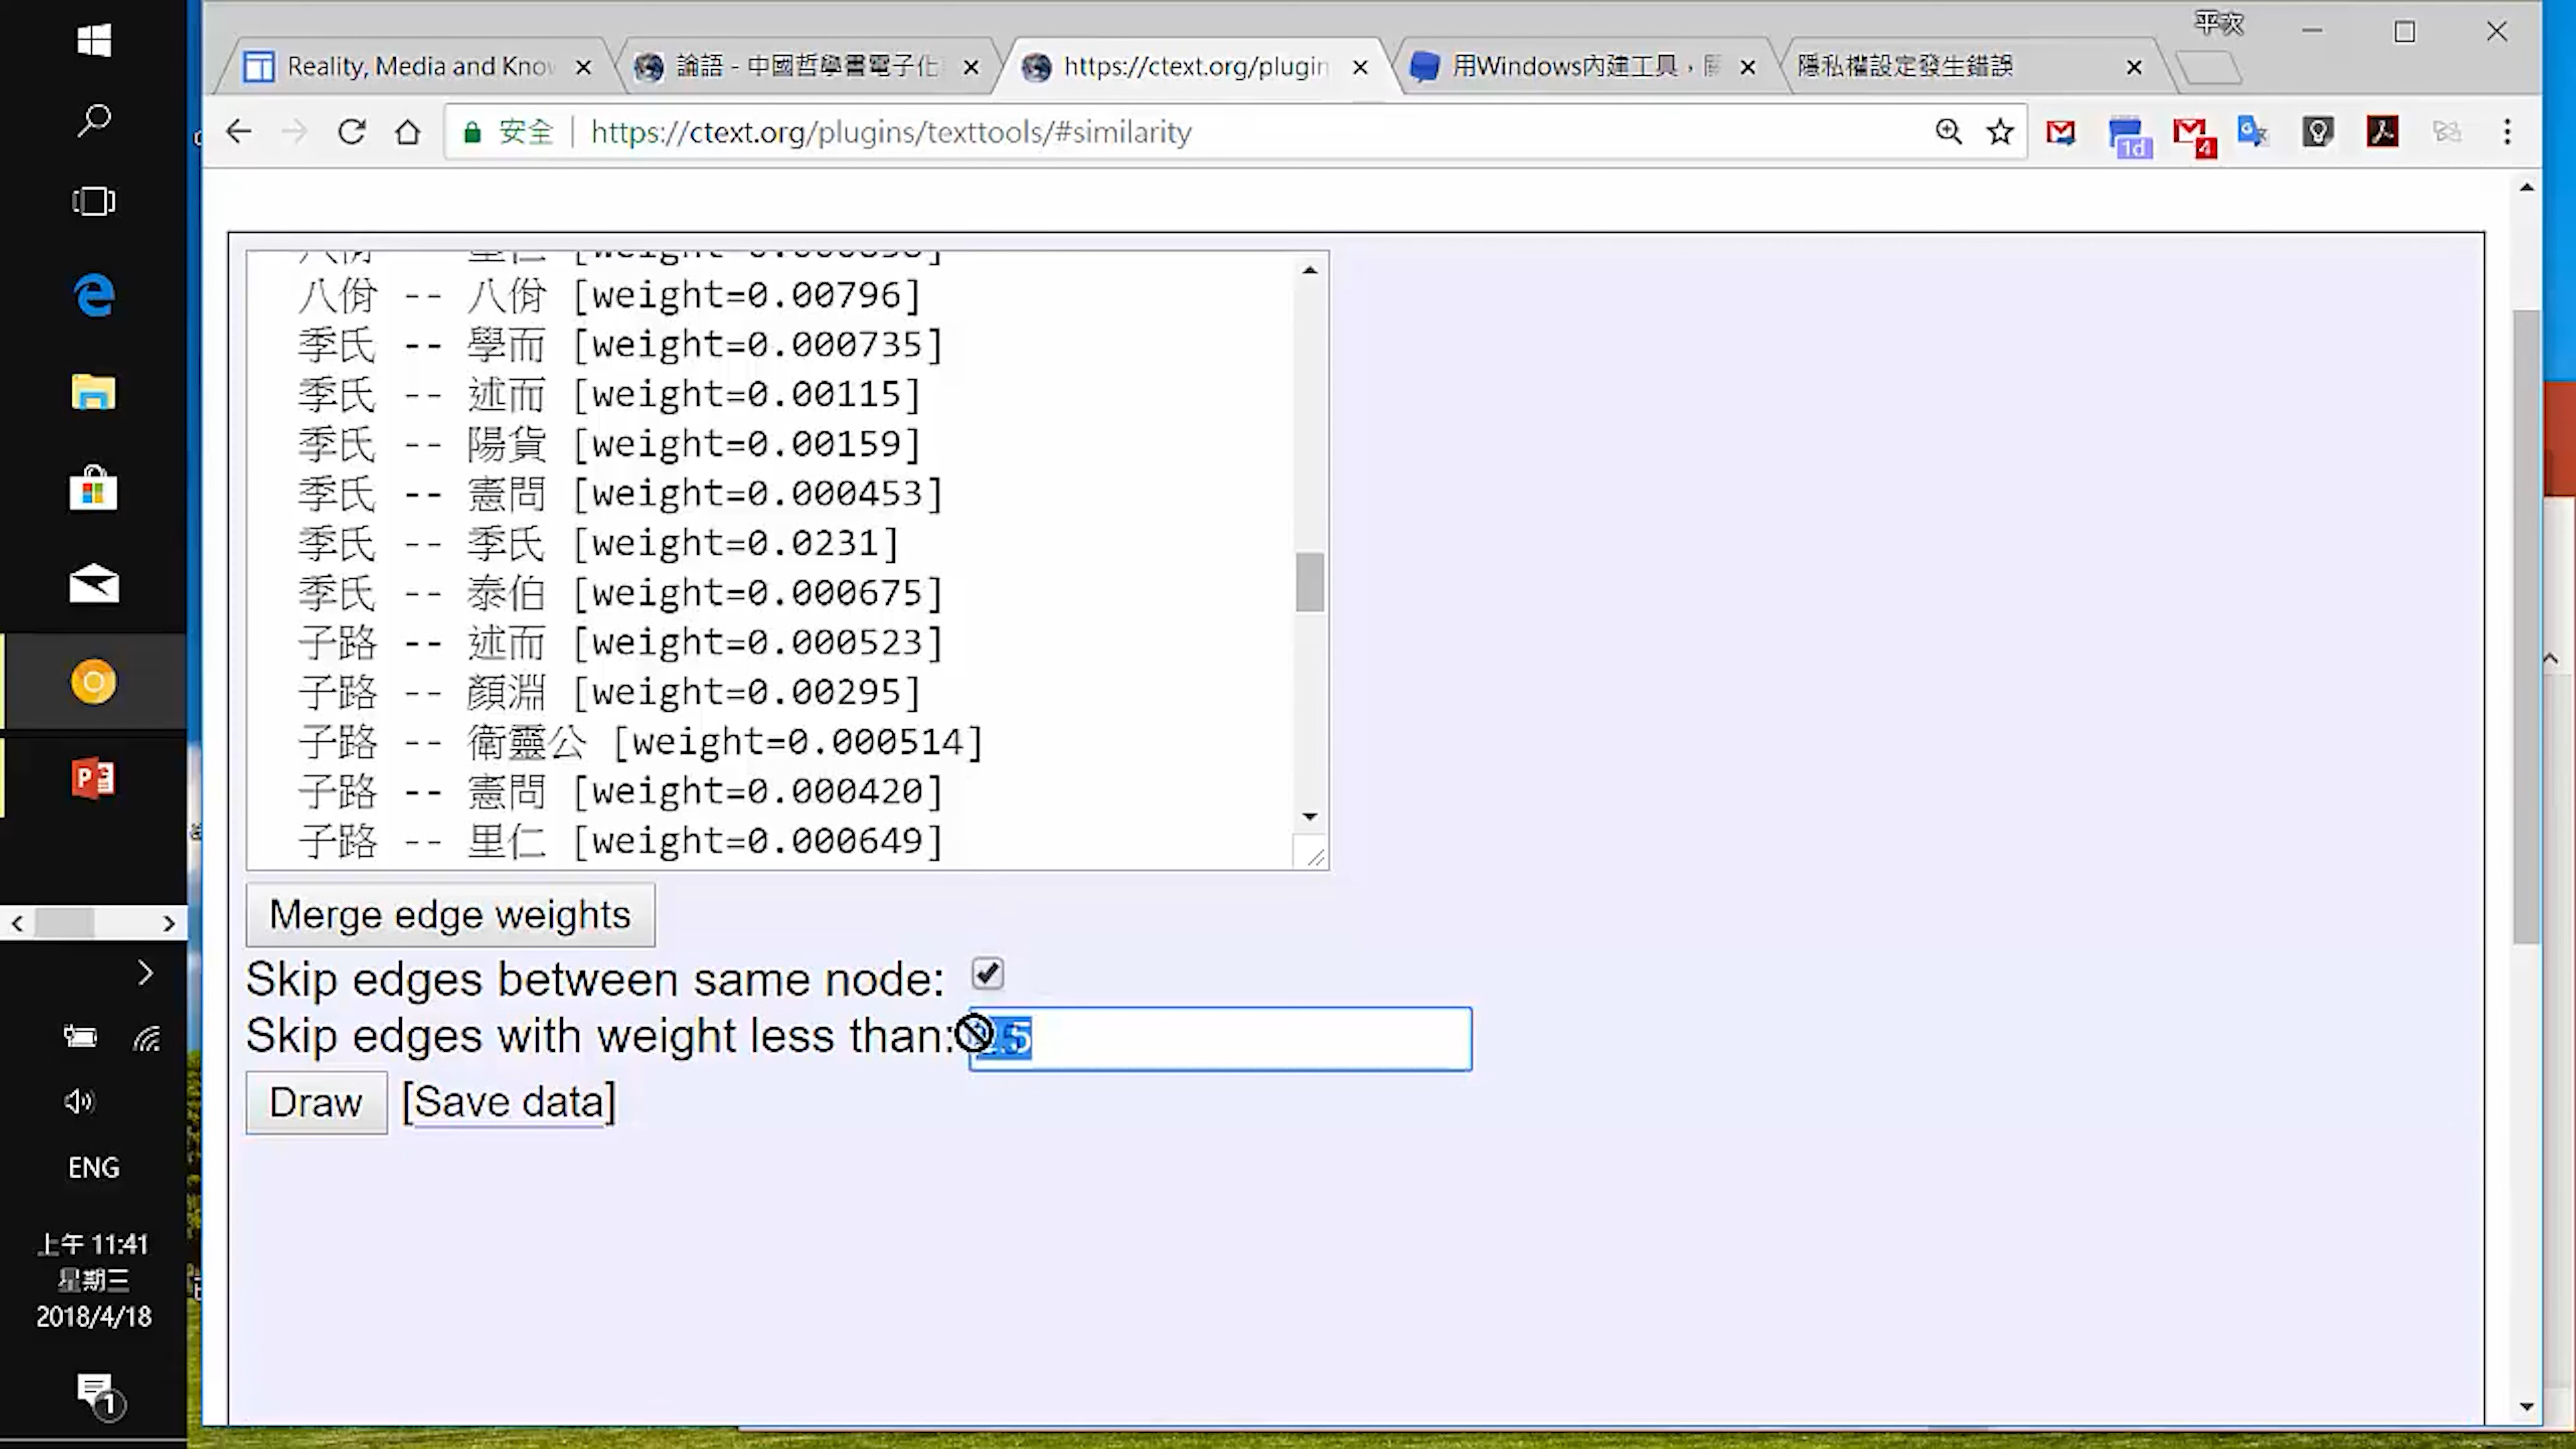 平次
Reality, Media and Know
論語 - 中國哲學書電子化
https://ctext.org/plugin
用Windows內建工具，
隱私權設定發生錯誤
安全
https://ctext.org/plugins/texttools/#similarity
1d
4
八佾 -- 八佾 [weight=0.00796]
季氏 -- 學而 [weight=0.000735]
季氏 -- 述而 [weight=0.00115]
季氏 -- 陽貨 [weight=0.00159]
季氏 -- 憲問 [weight=0.000453]
季氏 -- 季氏 [weight=0.0231]
季氏 -- 泰伯 [weight=0.000675]
子路 -- 述而 [weight=0.000523]
子路 -- 顏淵 [weight=0.00295]
子路 -- 衛靈公 [weight=0.000514]
子路 -- 憲問 [weight=0.000420]
子路 -- 里仁 [weight=0.000649]
Merge edge weights
Skip edges between same node:
Skip edges with weight less than:
Draw
[Save data]
ENG
上午 11:41
星期三
2018/4/18
1